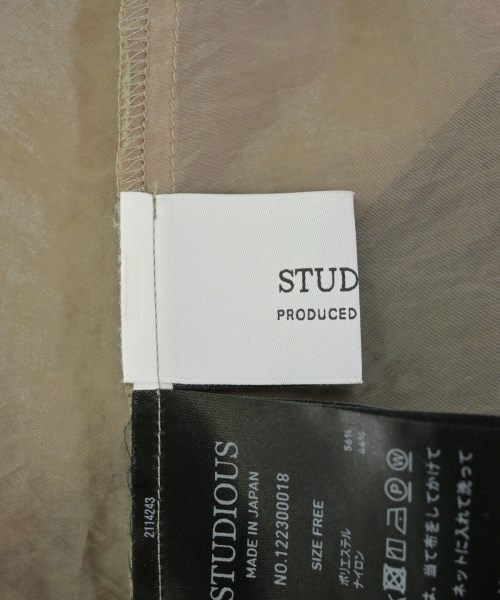 STUD
PRODUCED
STUDIOUS
MADE IN JAPAN
NO.122300018
SIZE FREE
ポリエステル 56%
ナイロン 44%
は、当て布をしてかけて
ネットに入れて洗って
2114243